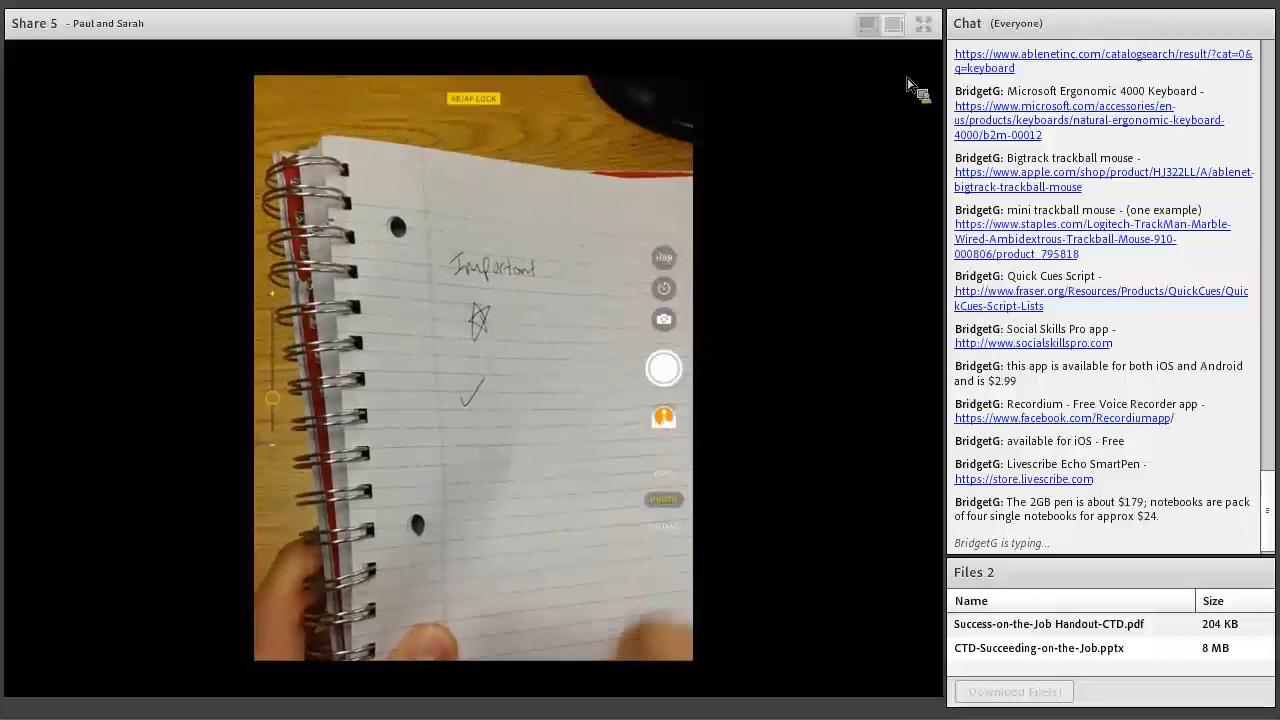 Share 5 - Paul and Sarah
AE/AF LOCK
Important
PHOTO
Chat (Everyone)
https://www.ablenetinc.com/catalogsearch/result/?cat=0&
q=keyboard
BridgetG: Microsoft Ergonomic 4000 Keyboard -
https://www.microsoft.com/accessories/en-
us/products/keyboards/natural-ergonomic-keyboard-
4000/b2m-00012
BridgetG: Bigtrack trackball mouse -
https://www.apple.com/shop/product/HJ322LL/A/ablenet-
bigtrack-trackball-mouse
BridgetG: mini trackball mouse - (one example)
http://www.staples.com/Logitech-TrackMan-Marble-
Wired-Ambidextrous-Trackball-Mouse-910-
000806/product_795818
BridgetG: Quick Cues Script -
http://www.fraser.org/Resources/Products/QuickCues/Quic
kCues-Script-Lists
BridgetG: Social Skills Pro app -
http://www.socialskillspro.com
BridgetG: this app is available for both iOS and Android
and is $2.99
BridgetG: Recordium - Free Voice Recorder app -
https://www.facebook.com/Recordiumapp/
BridgetG: available for iOS - Free
BridgetG: Livescribe Echo SmartPen -
https://store.livescribe.com
BridgetG: The 2GB pen is about $179; notebooks are pack
of four single notebooks for approx $24.
BridgetG is typing...
Files 2
Name Size
Success-on-the-Job Handout-CTD.pdf 204 KB
CTD-Succeeding-on-the-Job.pptx 8 MB
Download File(s)